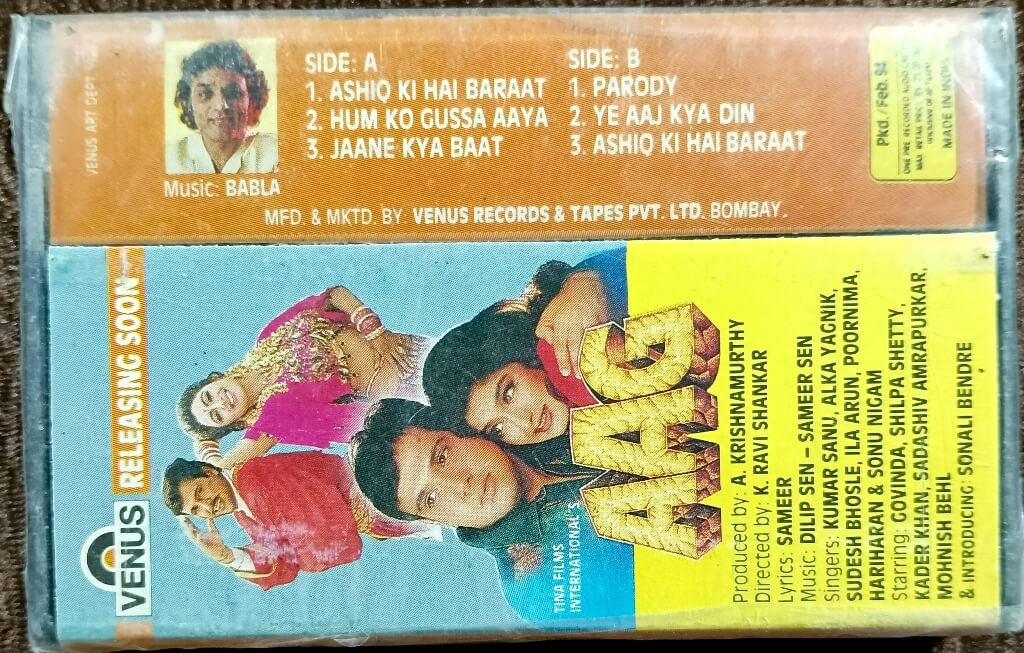 VENUS ART DEPT.
Music: BABLA
SIDE: A
1. ASHIQ KI HAI BARAAT
2. HUM KO GUSSA AAYA
3. JAANE KYA BAAT
SIDE: B
1. PARODY
2. YE AAJ KYA DIN
3. ASHIQ KI HAI BARAAT
MFD. & MKTD. BY: VENUS RECORDS & TAPES PVT. LTD. BOMBAY.
Pkd./Feb. 94
ONE PRE RECORDED AUDIO
MADE IN INDIA
VENUS
RELEASING SOON
TINA FILMS
INTERNATIONAL'S
AAG
Produced by: A. KRISHNAMURTHY
Directed by: K. RAVI SHANKAR
Lyrics: SAMEER
Music: DILIP SEN – SAMEER SEN
Singers: KUMAR SANU, ALKA YAGNIK,
SUDESH BHOSLE, ILA ARUN, POORNIMA,
HARIHARAN & SONU NIGAM
Starring: GOVINDA, SHILPA SHETTY,
KADER KHAN, SADASHIV AMRAPURKAR,
MOHNISH BEHL
& INTRODUCING: SONALI BENDRE